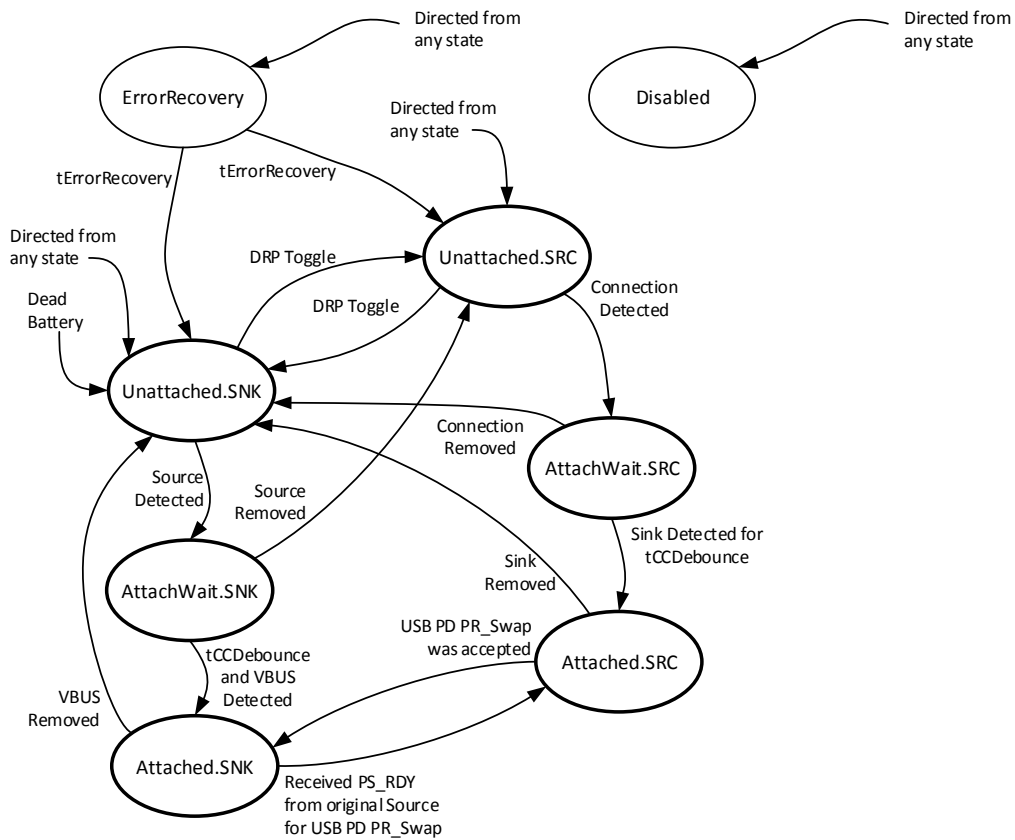 Directed from
any state
Directed from
any state
ErrorRecovery
Disabled
Directed from
any state
tErrorRecovery
tErrorRecovery
Directed from
any state
Unattached.SRC
DRP Toggle
Connection
Detected
Dead
Battery
DRP Toggle
Unattached.SNK
Connection
Removed
AttachWait.SRC
Source
Detected
Source
Removed
Sink Detected for
tCCDebounce
Sink
Removed
AttachWait.SNK
USB PD PR_Swap
was accepted
Attached.SRC
tCCDebounce
and VBUS
Detected
VBUS
Removed
Attached.SNK
Received PS_RDY
from original Source
for USB PD PR_Swap